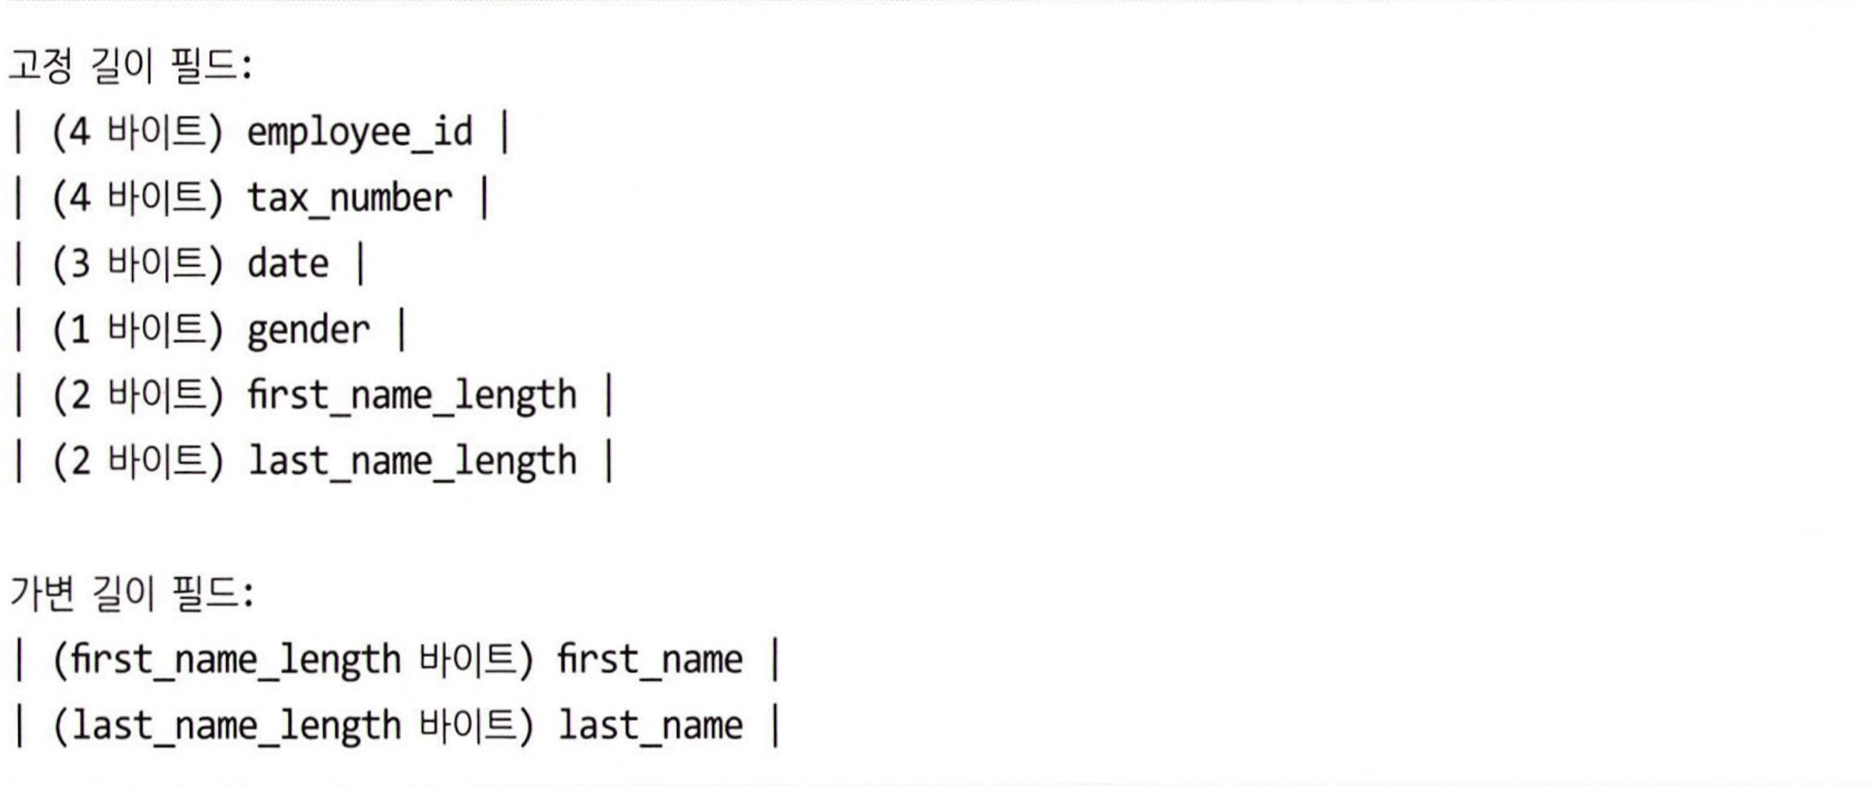 고정 길이 필드:
| (4 바이트) employee_id |
| (4 바이트) tax_number |
| (3 바이트) date |
| (1 바이트) gender |
| (2 바이트) first_name_length |
| (2 바이트) last_name_length |
가변 길이 필드:
| (first_name_length 바이트) first_name |
| (last_name_length 바이트) last_name |